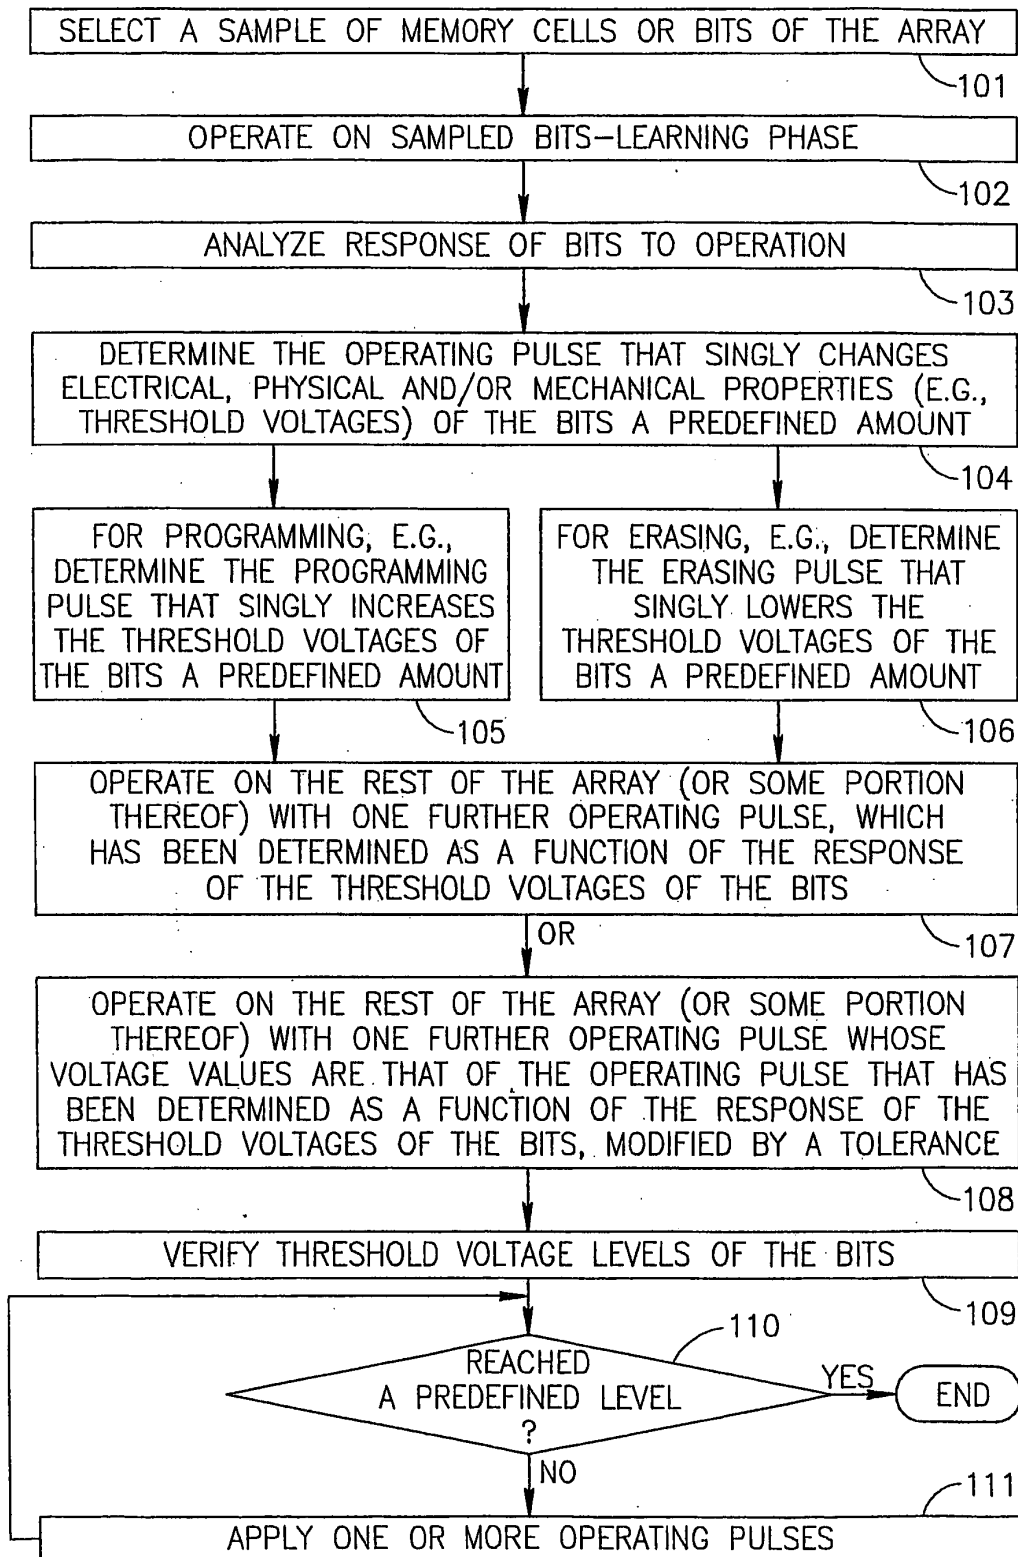 SELECT A SAMPLE OF MEMORY CELLS OR BITS OF THE ARRAY
101
OPERATE ON SAMPLED BITS-LEARNING PHASE
102
ANALYZE RESPONSE OF BITS TO OPERATION
103
DETERMINE THE OPERATING PULSE THAT SINGLY CHANGES
ELECTRICAL, PHYSICAL AND/OR MECHANICAL PROPERTIES (E.G.,
THRESHOLD VOLTAGES) OF THE BITS A PREDEFINED AMOUNT
104
FOR PROGRAMMING, E.G.,
DETERMINE THE PROGRAMMING
PULSE THAT SINGLY INCREASES
THE THRESHOLD VOLTAGES OF
THE BITS A PREDEFINED AMOUNT
105
FOR ERASING, E.G., DETERMINE
THE ERASING PULSE THAT
SINGLY LOWERS THE
THRESHOLD VOLTAGES OF THE
BITS A PREDEFINED AMOUNT
106
OPERATE ON THE REST OF THE ARRAY (OR SOME PORTION
THEREOF) WITH ONE FURTHER OPERATING PULSE, WHICH
HAS BEEN DETERMINED AS A FUNCTION OF THE RESPONSE
OF THE THRESHOLD VOLTAGES OF THE BITS
107
OR
OPERATE ON THE REST OF THE ARRAY (OR SOME PORTION
THEREOF) WITH ONE FURTHER OPERATING PULSE WHOSE
VOLTAGE VALUES ARE THAT OF THE OPERATING PULSE THAT HAS
BEEN DETERMINED AS A FUNCTION OF THE RESPONSE OF THE
THRESHOLD VOLTAGES OF THE BITS, MODIFIED BY A TOLERANCE
108
VERIFY THRESHOLD VOLTAGE LEVELS OF THE BITS
109
110
REACHED
A PREDEFINED LEVEL
?
YES
END
NO
111
APPLY ONE OR MORE OPERATING PULSES